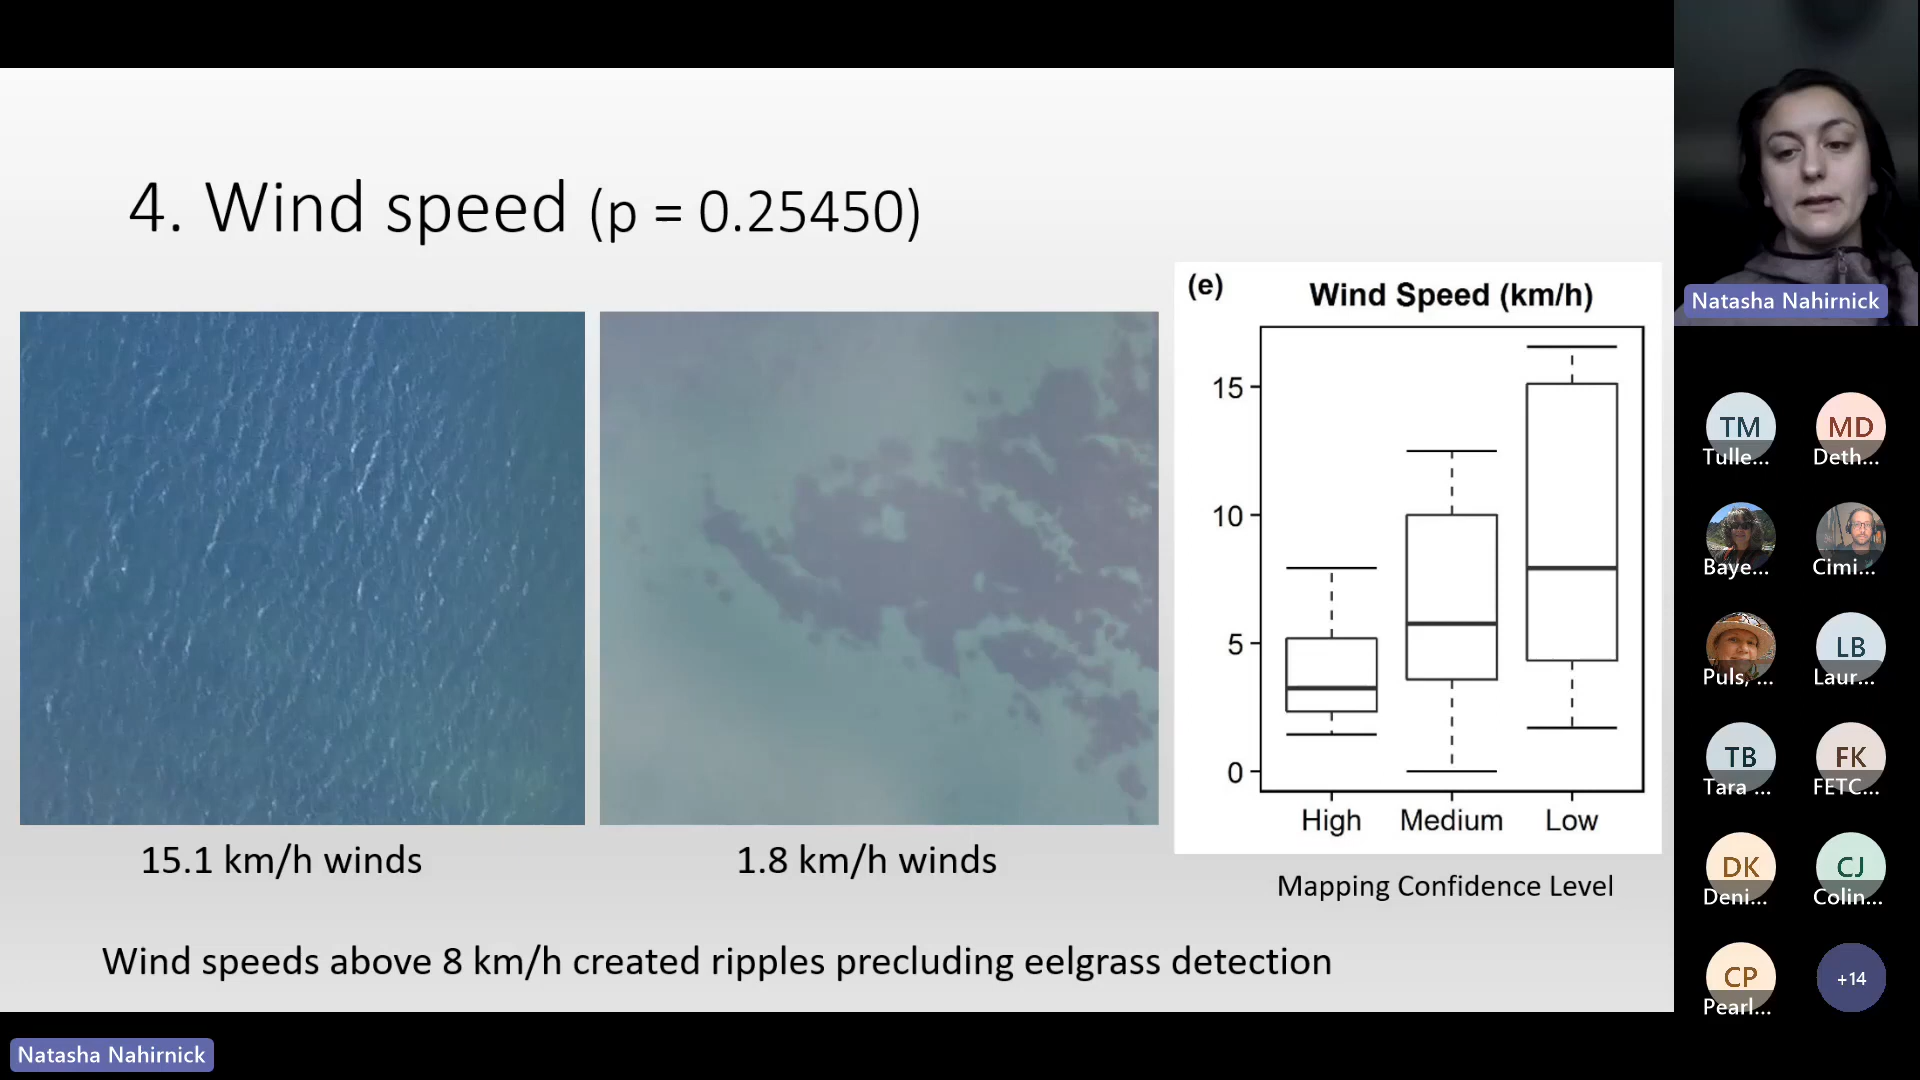 4. Wind speed (p = 0.25450)
(e)
Wind Speed (km/h)
15
10
5
0
High Medium Low
Mapping Confidence Level
15.1 km/h winds
1.8 km/h winds
Wind speeds above 8 km/h created ripples precluding eelgrass detection
Natasha Nahirnick
Natasha Nahirnick
TM MD
Tulle... Deth...
Baye... Cimi...
LB
Puls, ... Laur...
TB FK
Tara ... FETC...
DK CJ
Deni... Colin...
CP +14
Pearl...